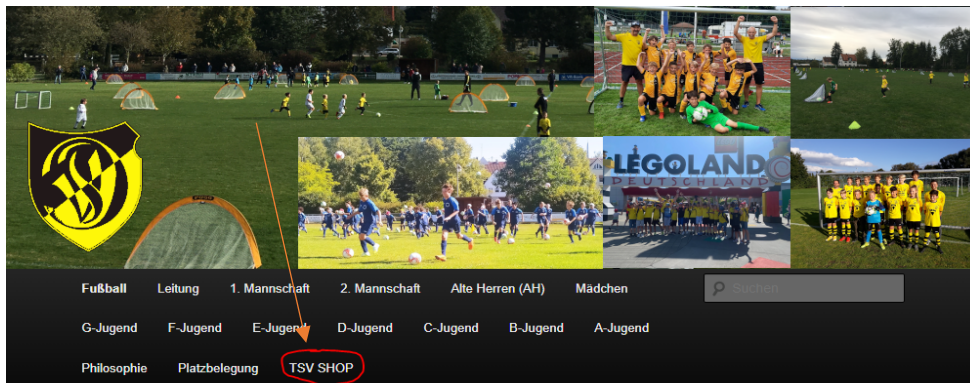 LEGOLAND
DEUTSCHLAND
Fußball Leitung 1. Mannschaft 2. Mannschaft Alte Herren (AH) Mädchen Suchen
G-Jugend F-Jugend E-Jugend D-Jugend C-Jugend B-Jugend A-Jugend
Philosophie Platzbelegung TSV SHOP